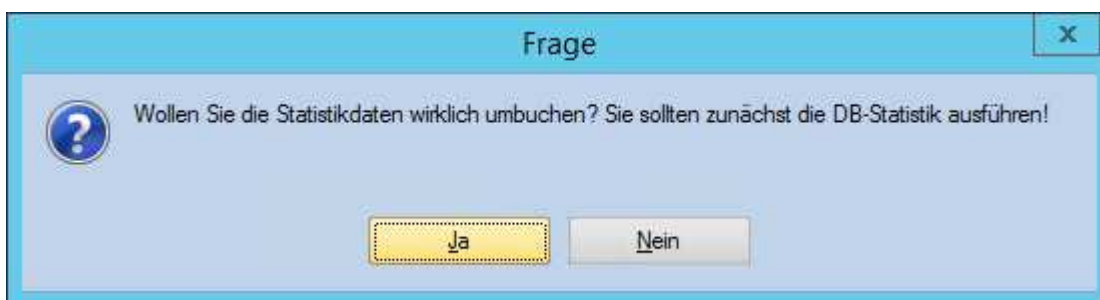 Frage
x
Wollen Sie die Statistikdaten wirklich umbuchen? Sie sollten zunächst die DB-Statistik ausführen!
?
Ja Nein